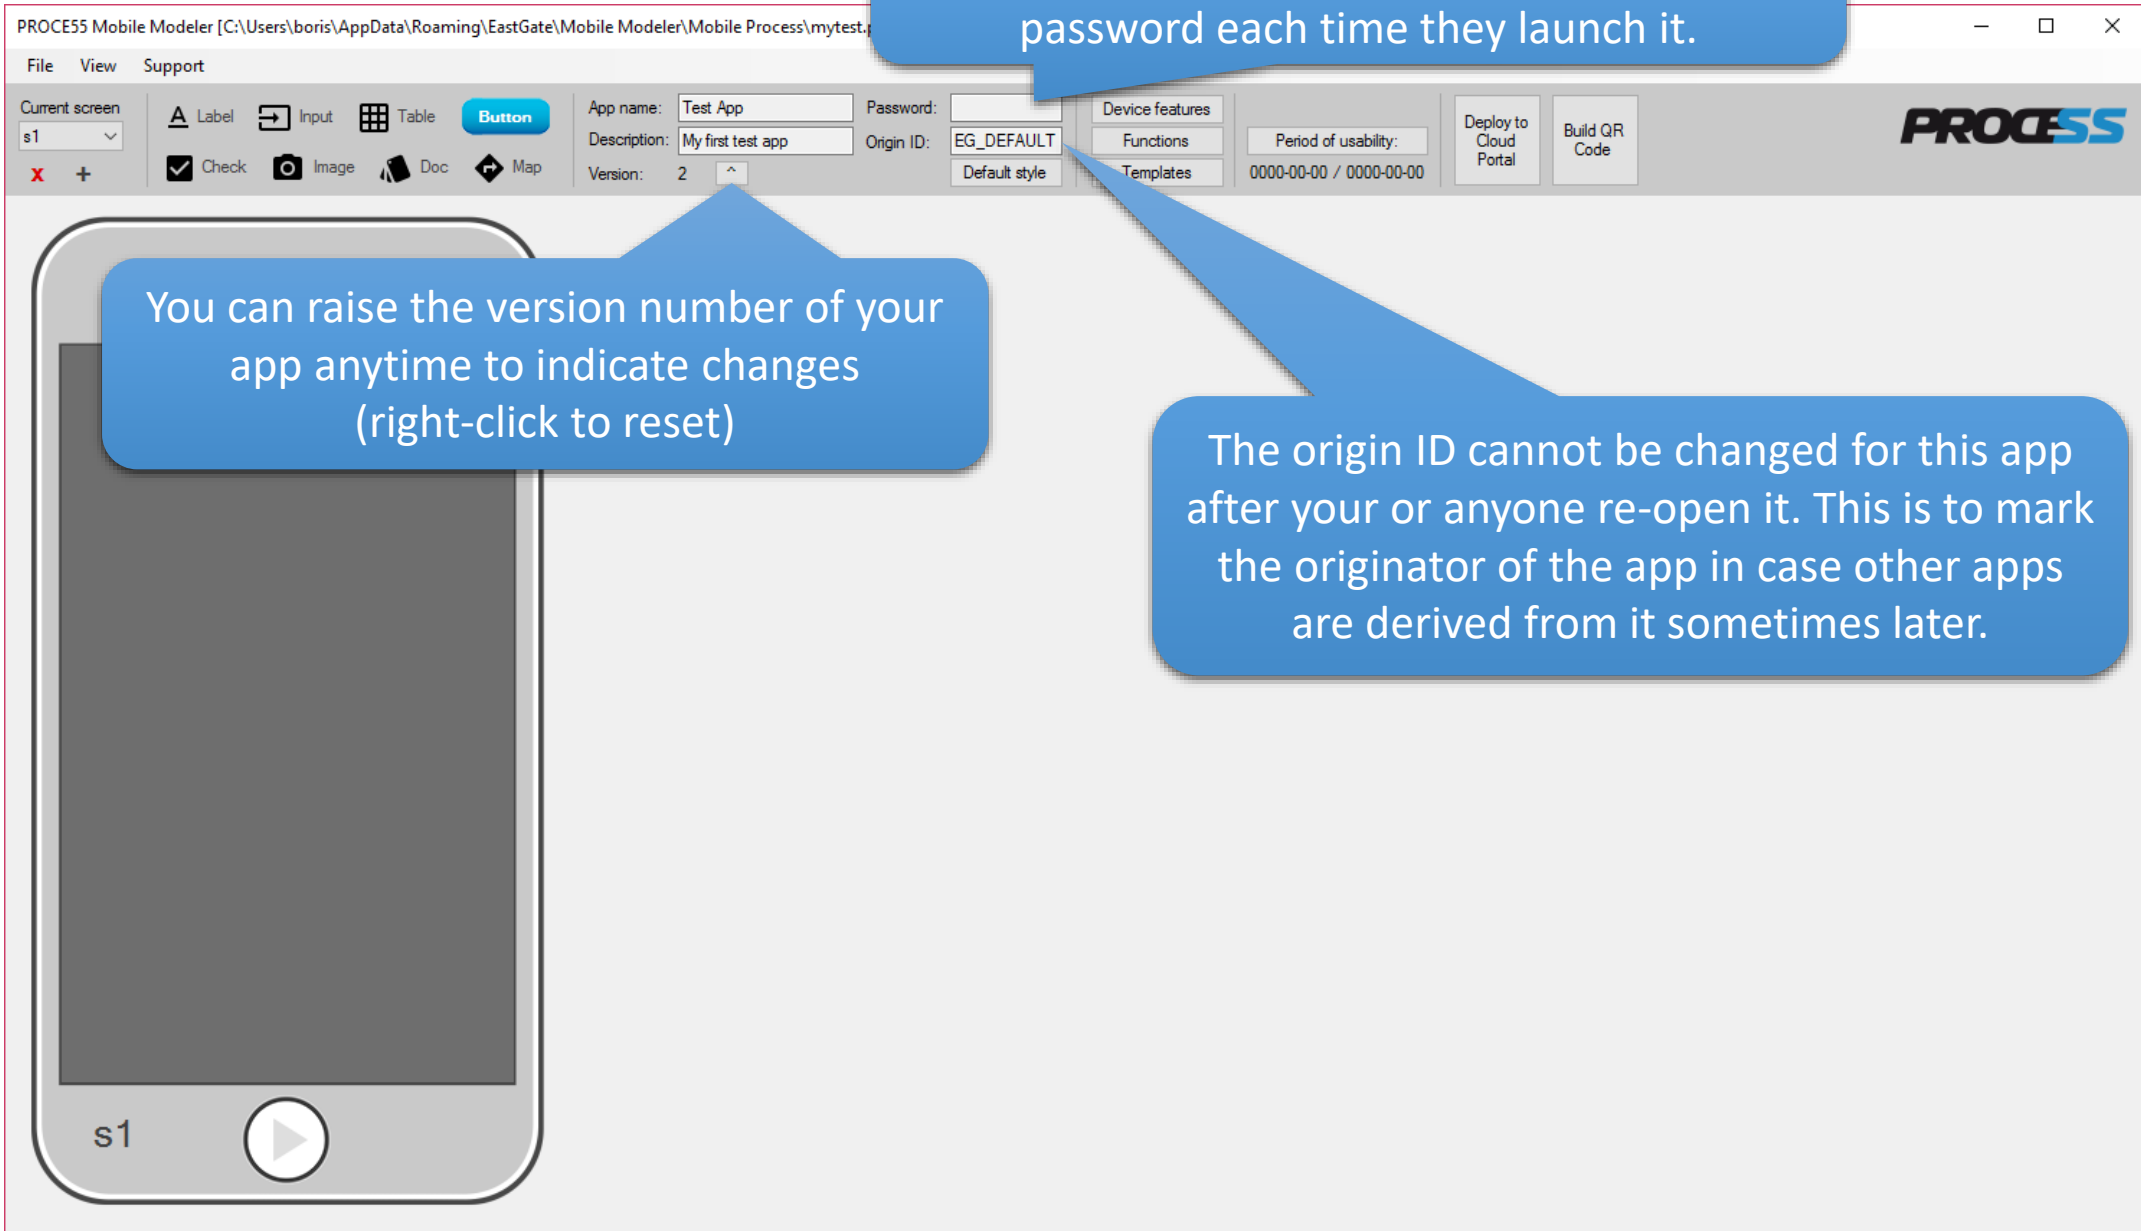 password each time they launch it.
PROCE55 Mobile Modeler [C:\Users\boris\AppData\Roaming\EastGate\Mobile Modeler\Mobile Process\mytest.
File View Support
Current screen
s1
x +
Label Input Table Button
Check Image Doc Map
App name: Test App
Description: My first test app
Version: 2 ^
Password:
Origin ID: EG_DEFAULT
Default style
Device features
Functions
Templates
Period of usability:
0000-00-00 / 0000-00-00
Deploy to
Cloud
Portal
Build QR
Code
PROCE55
You can raise the version number of your
app anytime to indicate changes
(right-click to reset)
The origin ID cannot be changed for this app
after your or anyone re-open it. This is to mark
the originator of the app in case other apps
are derived from it sometimes later.
s1